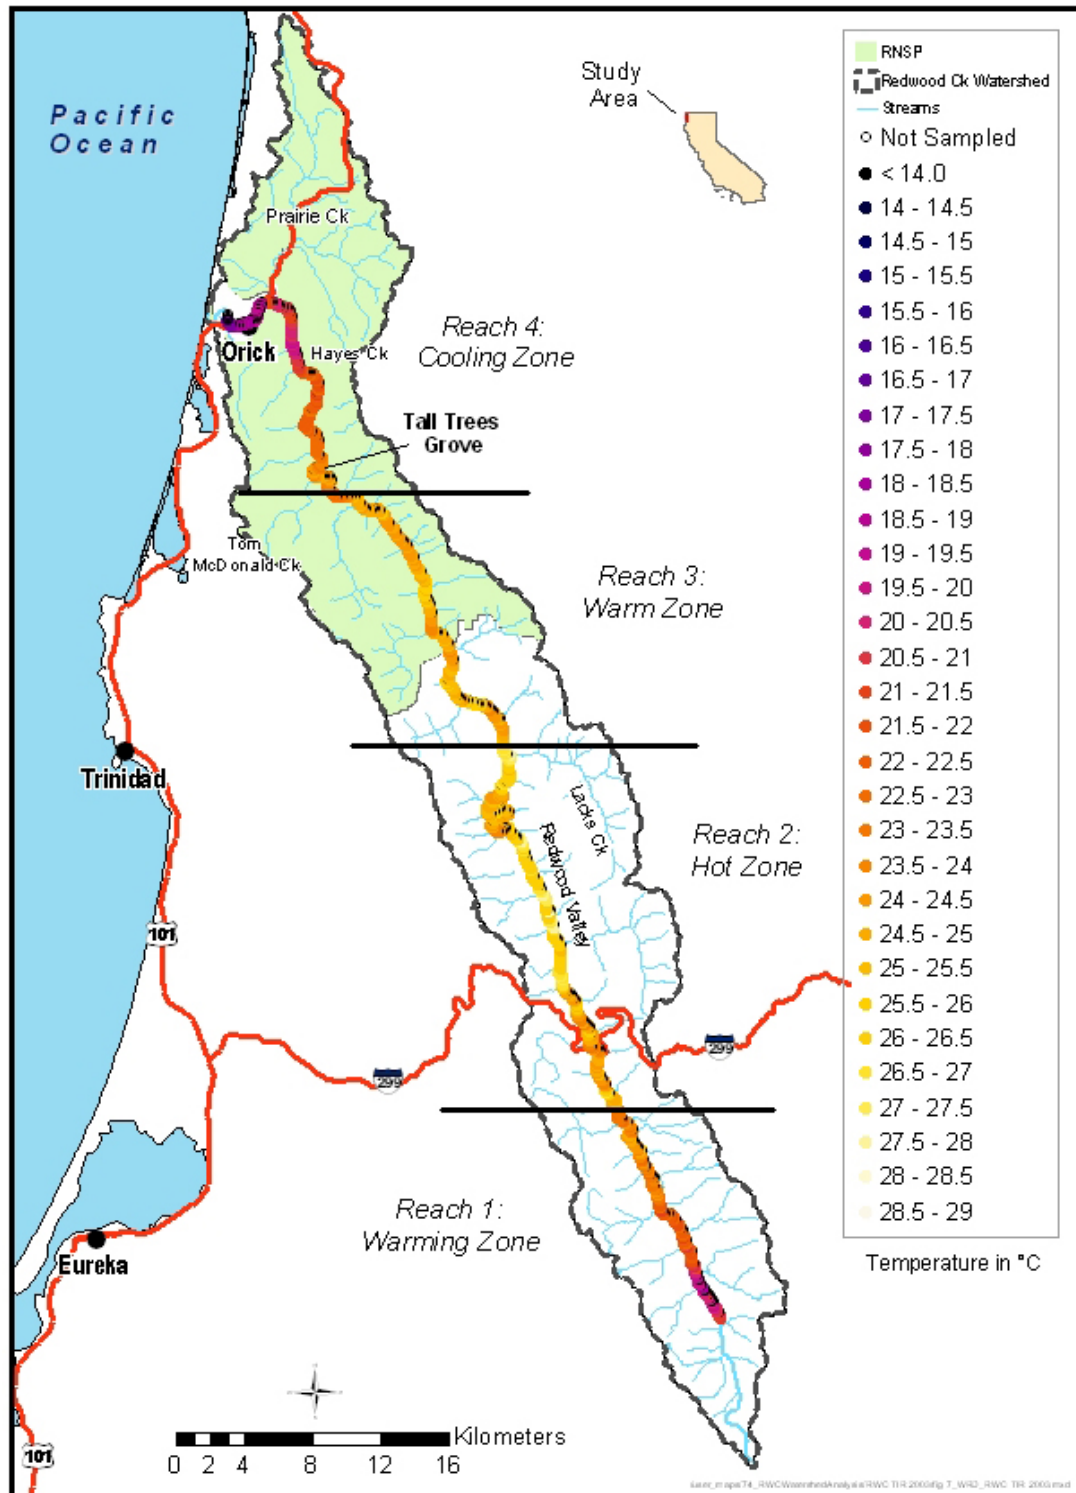 Pacific
Ocean
Study
Area
RNSP
Redwood Ck Watershed
Streams
Not Sampled
< 14.0
14 - 14.5
14.5 - 15
15 - 15.5
15.5 - 16
16 - 16.5
16.5 - 17
17 - 17.5
17.5 - 18
18 - 18.5
18.5 - 19
19 - 19.5
19.5 - 20
20 - 20.5
20.5 - 21
21 - 21.5
21.5 - 22
22 - 22.5
22.5 - 23
23 - 23.5
23.5 - 24
24 - 24.5
24.5 - 25
25 - 25.5
25.5 - 26
26 - 26.5
26.5 - 27
27 - 27.5
27.5 - 28
28 - 28.5
28.5 - 29
Temperature in °C
Prairie Ck
Orick
Hayes Ck
Reach 4:
Cooling Zone
Tall Trees
Grove
Tom
McDonald Ck
Reach 3:
Warm Zone
Trinidad
Lacks Ck
Redwood Valley
Reach 2:
Hot Zone
101
299
299
Reach 1:
Warming Zone
Eureka
101
Kilometers
0 2 4 8 12 16